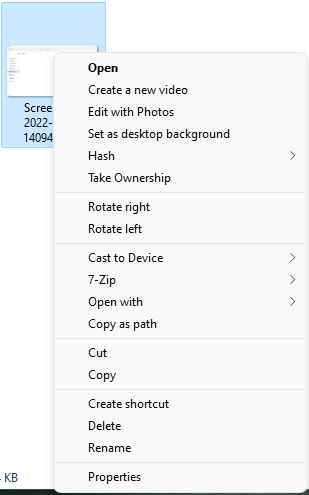 Open
Create a new video
Edit with Photos
Set as desktop background
Hash
Take Ownership
Rotate right
Rotate left
Cast to Device
7-Zip
Open with
Copy as path
Cut
Copy
Create shortcut
Delete
Rename
Properties
Scree
2022-
14094
KB